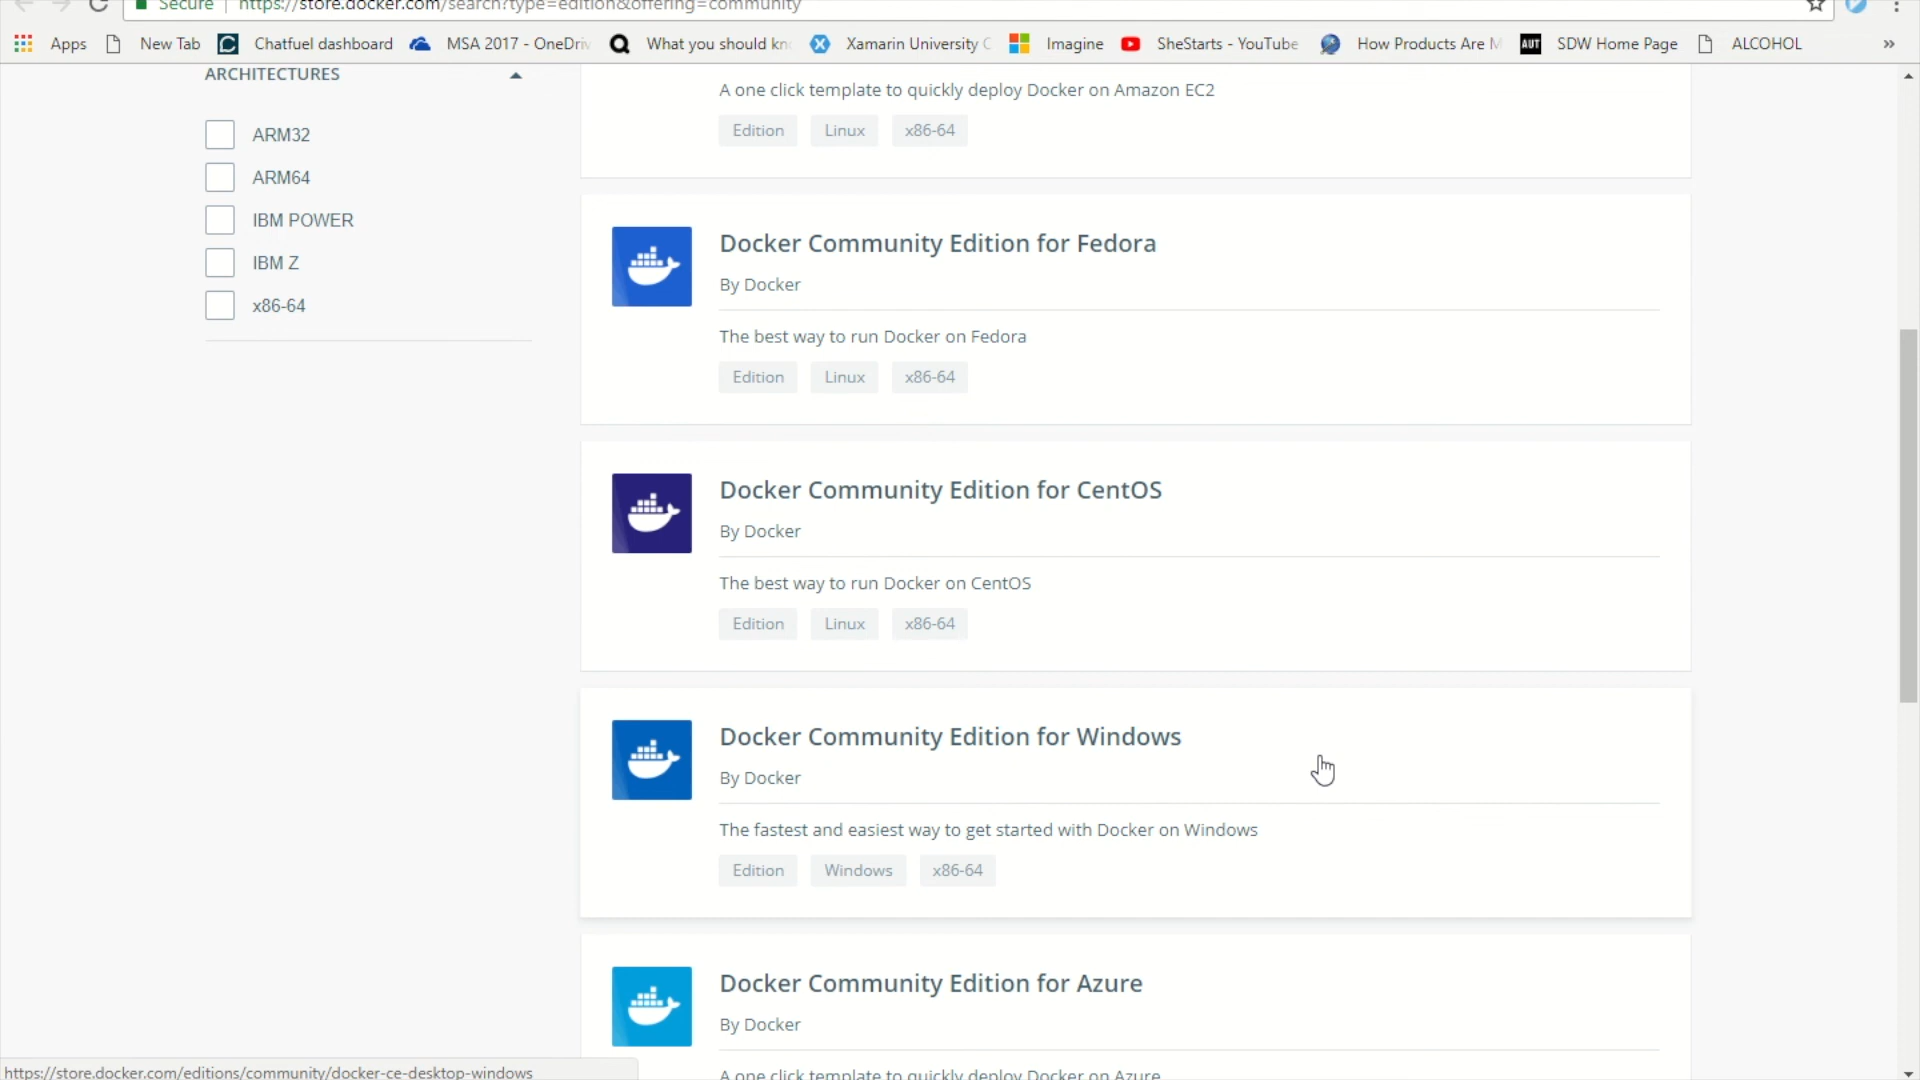 Secure | https://store.docker.com/search?type=edition&offering=community
Apps New Tab Chatfuel dashboard MSA 2017 - OneDriv What you should kn Xamarin University C Imagine SheStarts - YouTube How Products Are M AUT SDW Home Page ALCOHOL »
ARCHITECTURES
ARM32
ARM64
IBM POWER
IBM Z
x86-64
A one click template to quickly deploy Docker on Amazon EC2
Edition Linux x86-64
Docker Community Edition for Fedora
By Docker
The best way to run Docker on Fedora
Edition Linux x86-64
Docker Community Edition for CentOS
By Docker
The best way to run Docker on CentOS
Edition Linux x86-64
Docker Community Edition for Windows
By Docker
The fastest and easiest way to get started with Docker on Windows
Edition Windows x86-64
Docker Community Edition for Azure
By Docker
A one click template to quickly deploy Docker on Azure
https://store.docker.com/editions/community/docker-ce-desktop-windows